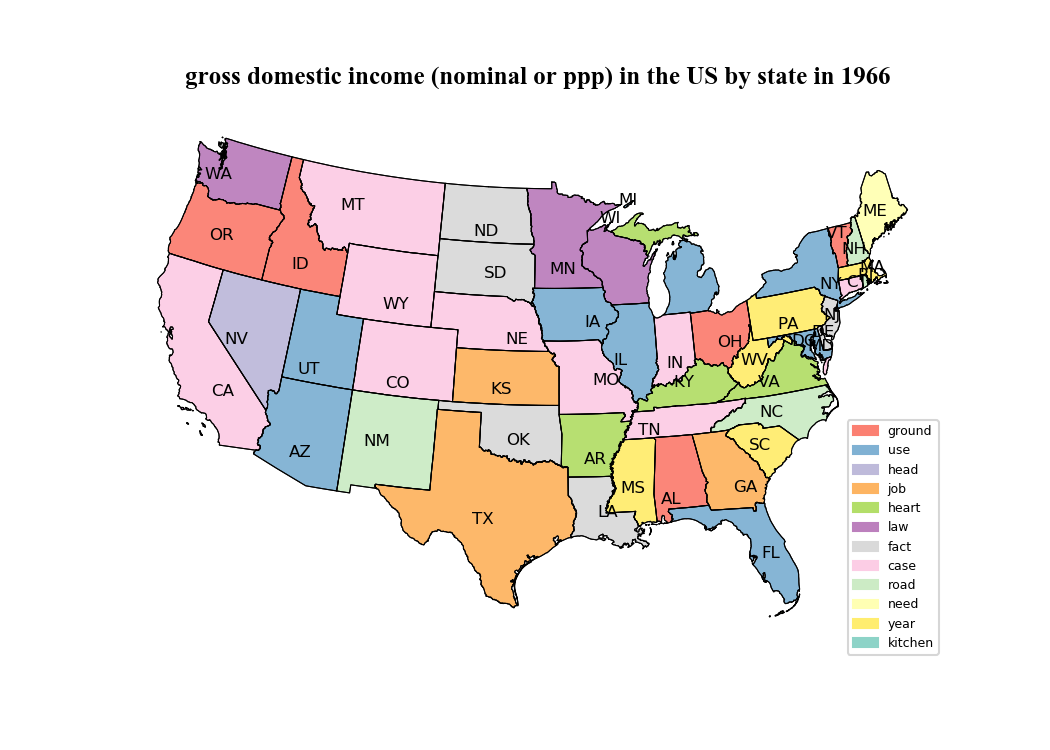 gross domestic income (nominal or ppp) in the US by state in 1966
WA
MT
ND
MI
WI
ME
OR
ID
SD
MN
VT
NH
MA
RI
CT
NY
WY
NE
IA
NV
UT
CO
KS
MO
IL
IN
OH
PA
NJ
DE
DC
MD
WV
KY
VA
CA
AZ
NM
OK
AR
TN
NC
SC
MS
AL
GA
TX
LA
FL
ground
use
head
job
heart
law
fact
case
road
need
year
kitchen